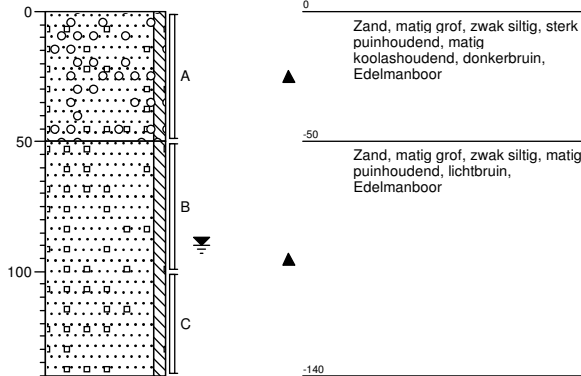 0
0
Zand, matig grof, zwak siltig, sterk
puinhoudend, matig
koolashoudend, donkerbruin,
Edelmanboor
A
50
-50
Zand, matig grof, zwak siltig, matig
puinhoudend, lichtbruin,
Edelmanboor
B
100
C
-140